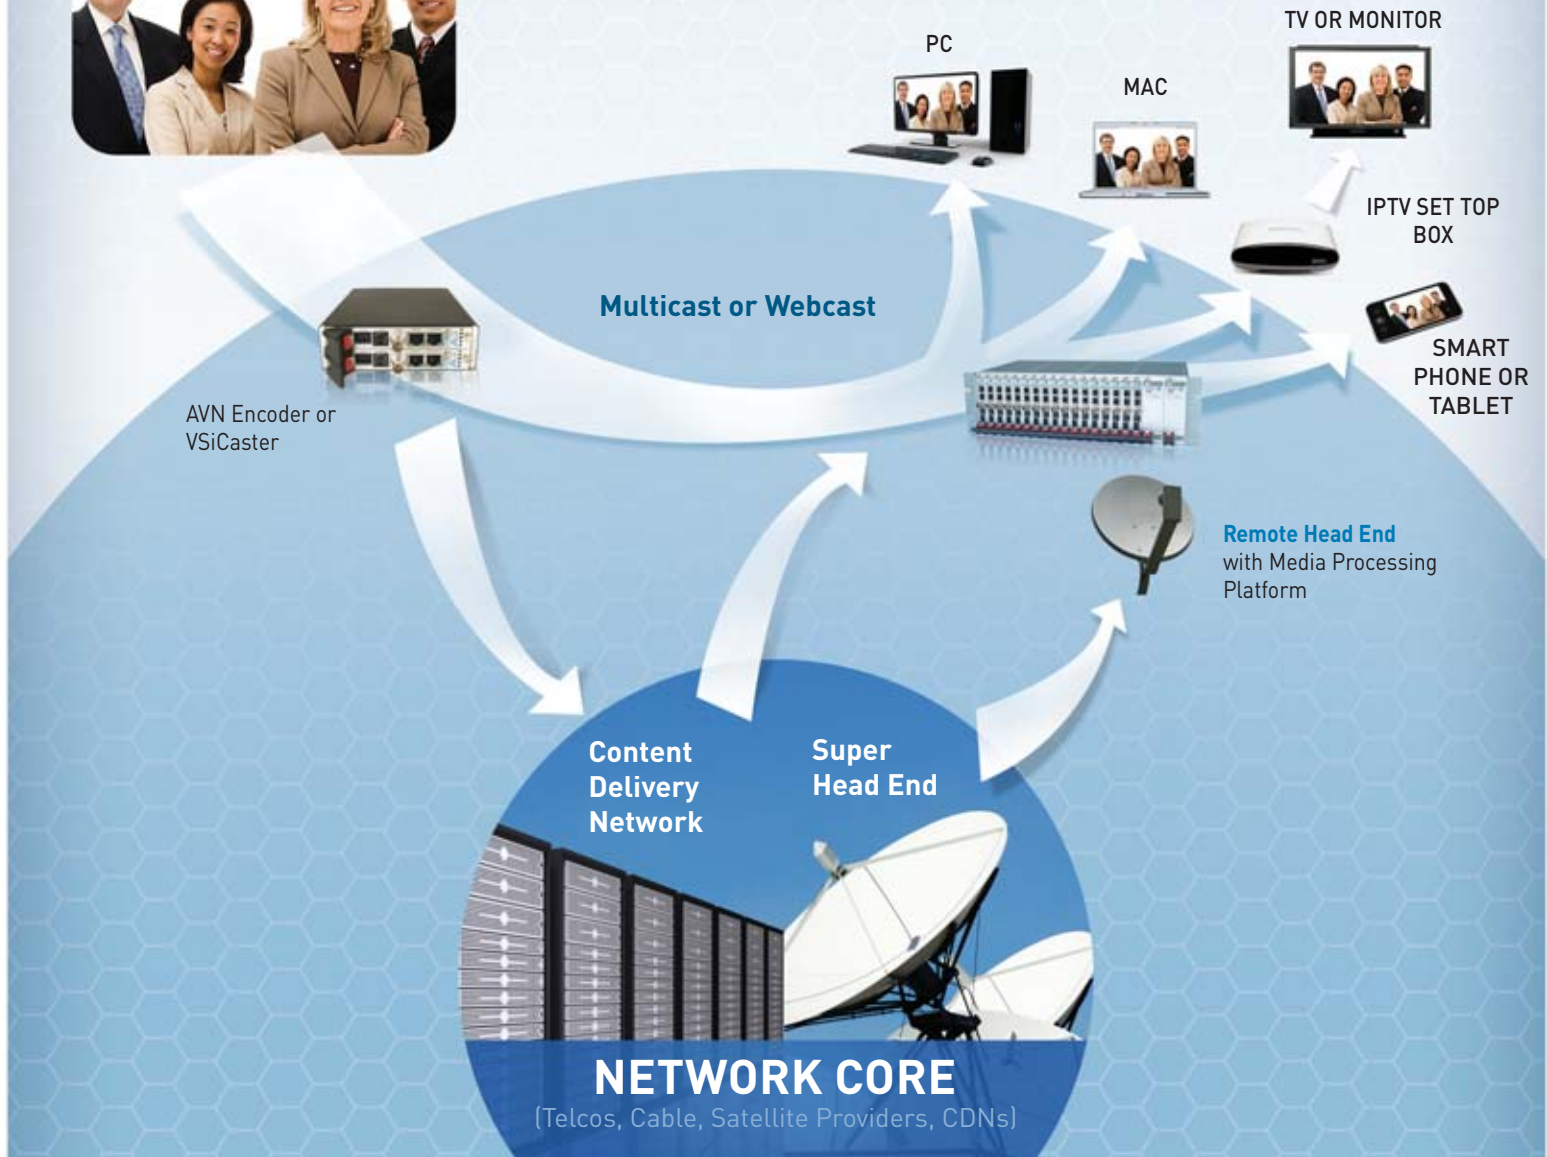 TV OR MONITOR
PC
MAC
IPTV SET TOP
BOX
Multicast or Webcast
SMART
PHONE OR
TABLET
AVN Encoder or
VSiCaster
Remote Head End
with Media Processing
Platform
Content
Delivery
Network
Super
Head End
NETWORK CORE
(Telcos, Cable, Satellite Providers, CDNs)